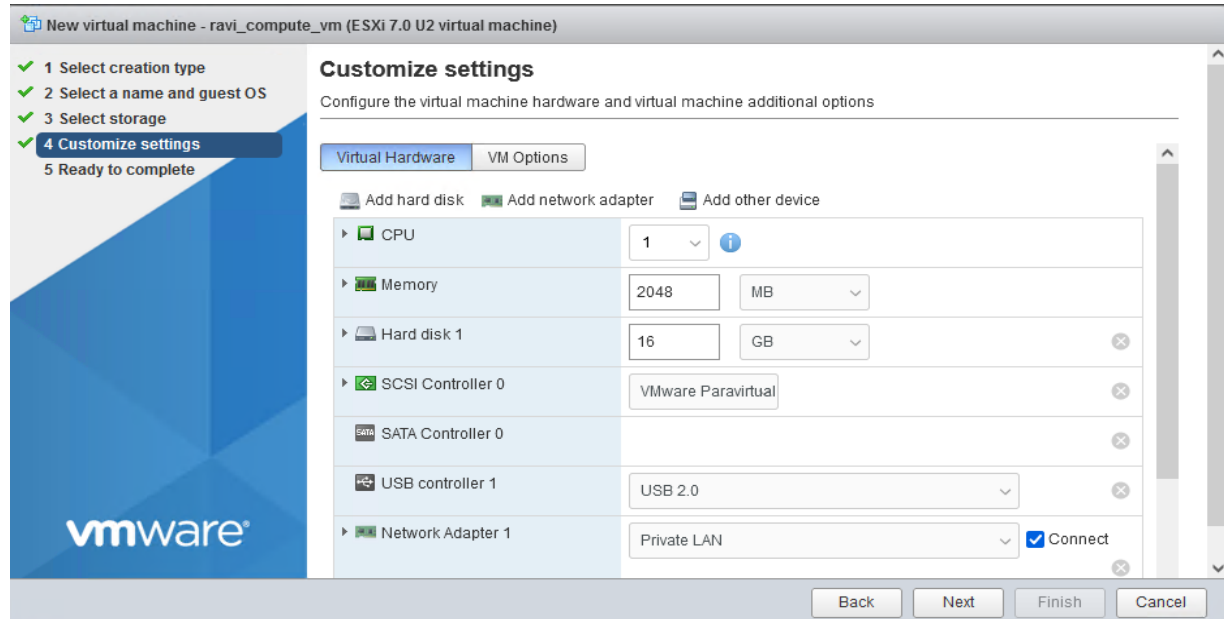 New virtual machine - ravi_compute_vm (ESXi 7.0 U2 virtual machine)
1 Select creation type
2 Select a name and guest OS
3 Select storage
4 Customize settings
5 Ready to complete
vmware®
Customize settings
Configure the virtual machine hardware and virtual machine additional options
Virtual Hardware VM Options
Add hard disk Add network adapter Add other device
CPU 1 i
Memory 2048 MB
Hard disk 1 16 GB
SCSI Controller 0 VMware Paravirtual
SATA SATA Controller 0
USB controller 1 USB 2.0
Network Adapter 1 Private LAN Connect
Back Next Finish Cancel